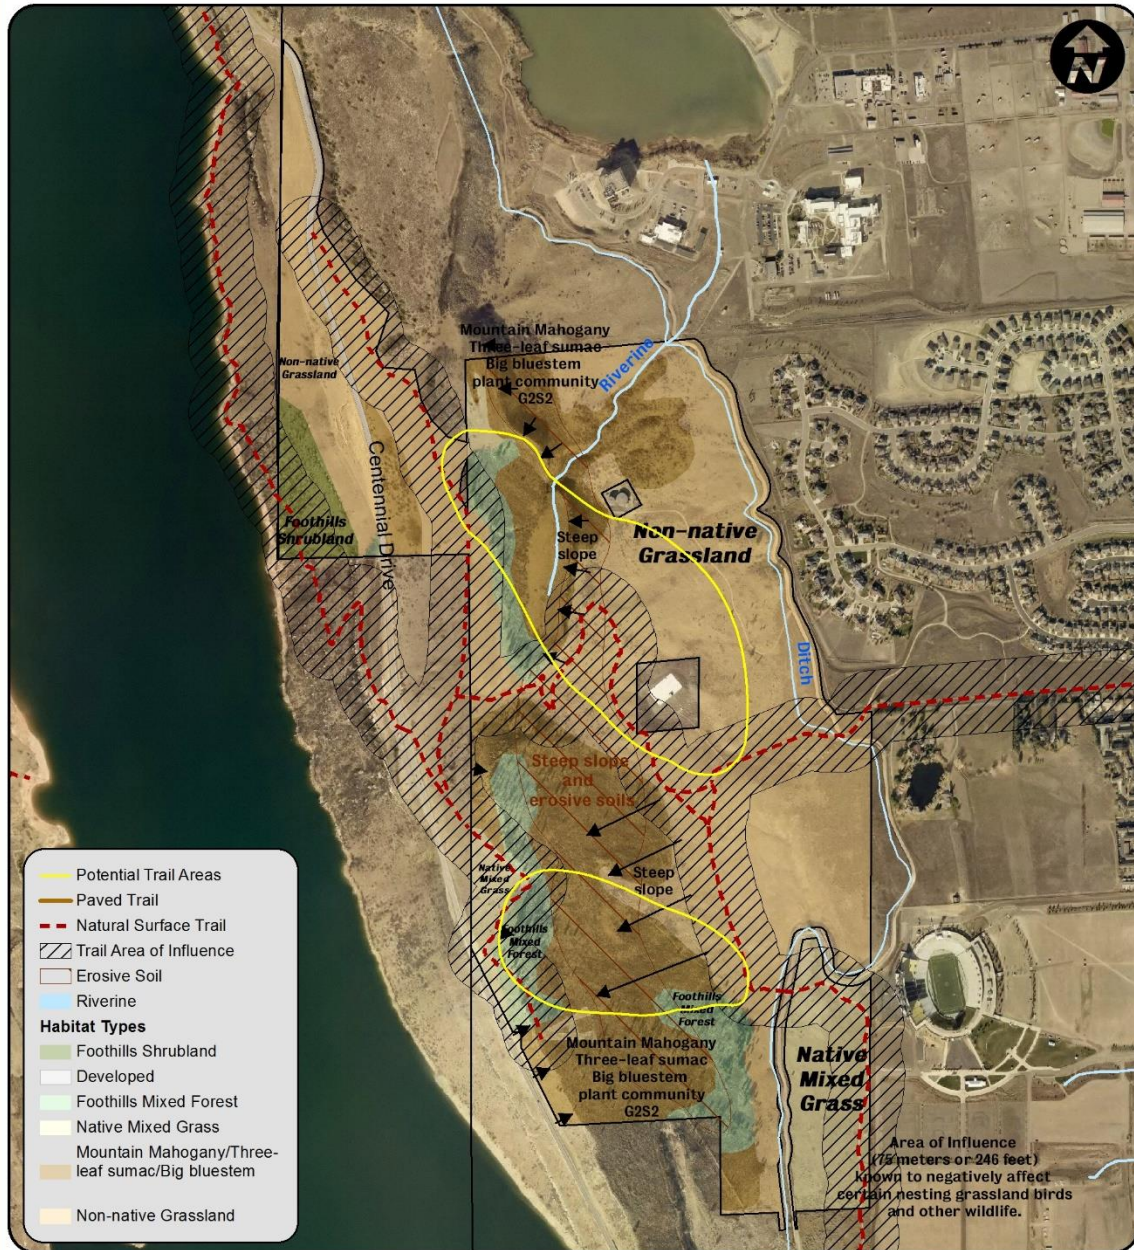 N
Mountain Mahogany
Three-leaf sumac
Big bluestem
plant community
G2S2
Riverine
Non-native
Grassland
Centennial Drive
Foothills
Shrubland
Steep
slope
Non-native
Grassland
Ditch
Steep slope
and
erosive soils
Steep
slope
Native
Mixed
Grass
Foothills
Mixed
Forest
Foothills
Mixed
Forest
Mountain Mahogany
Three-leaf sumac
Big bluestem
plant community
G2S2
Native
Mixed
Grass
Area of Influence
(75 meters or 246 feet)
known to negatively affect
certain nesting grassland birds
and other wildlife.
Potential Trail Areas
Paved Trail
Natural Surface Trail
Trail Area of Influence
Erosive Soil
Riverine
Habitat Types
Foothills Shrubland
Developed
Foothills Mixed Forest
Native Mixed Grass
Mountain Mahogany/Three-
leaf sumac/Big bluestem
Non-native Grassland